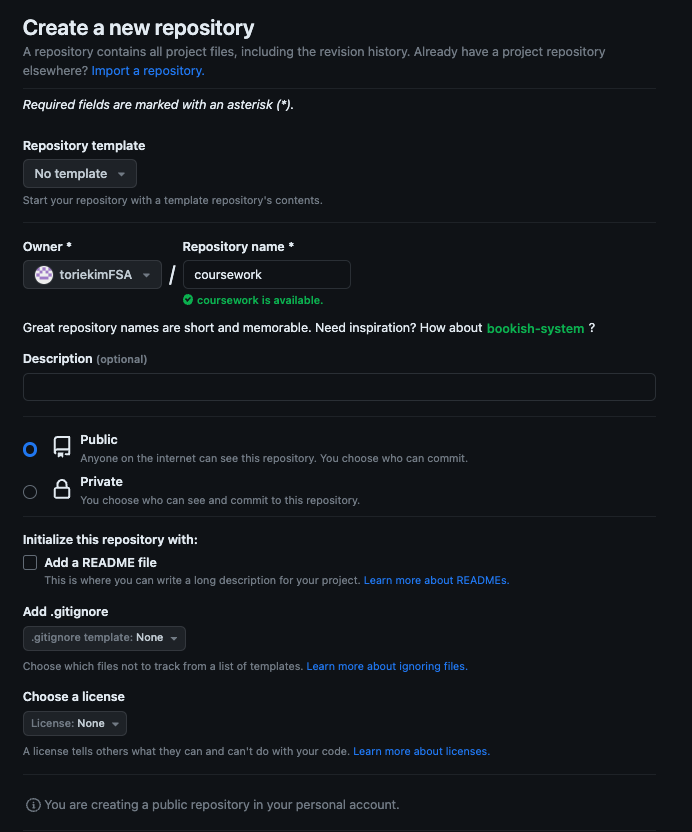 Create a new repository
A repository contains all project files, including the revision history. Already have a project repository
elsewhere? Import a repository.
Required fields are marked with an asterisk (*).
Repository template
No template
Start your repository with a template repository's contents.
Owner * Repository name *
toriekimFSA / coursework
coursework is available.
Great repository names are short and memorable. Need inspiration? How about bookish-system ?
Description (optional)
Public
Anyone on the internet can see this repository. You choose who can commit.
Private
You choose who can see and commit to this repository.
Initialize this repository with:
Add a README file
This is where you can write a long description for your project. Learn more about READMEs.
Add .gitignore
.gitignore template: None
Choose which files not to track from a list of templates. Learn more about ignoring files.
Choose a license
License: None
A license tells others what they can and can't do with your code. Learn more about licenses.
You are creating a public repository in your personal account.